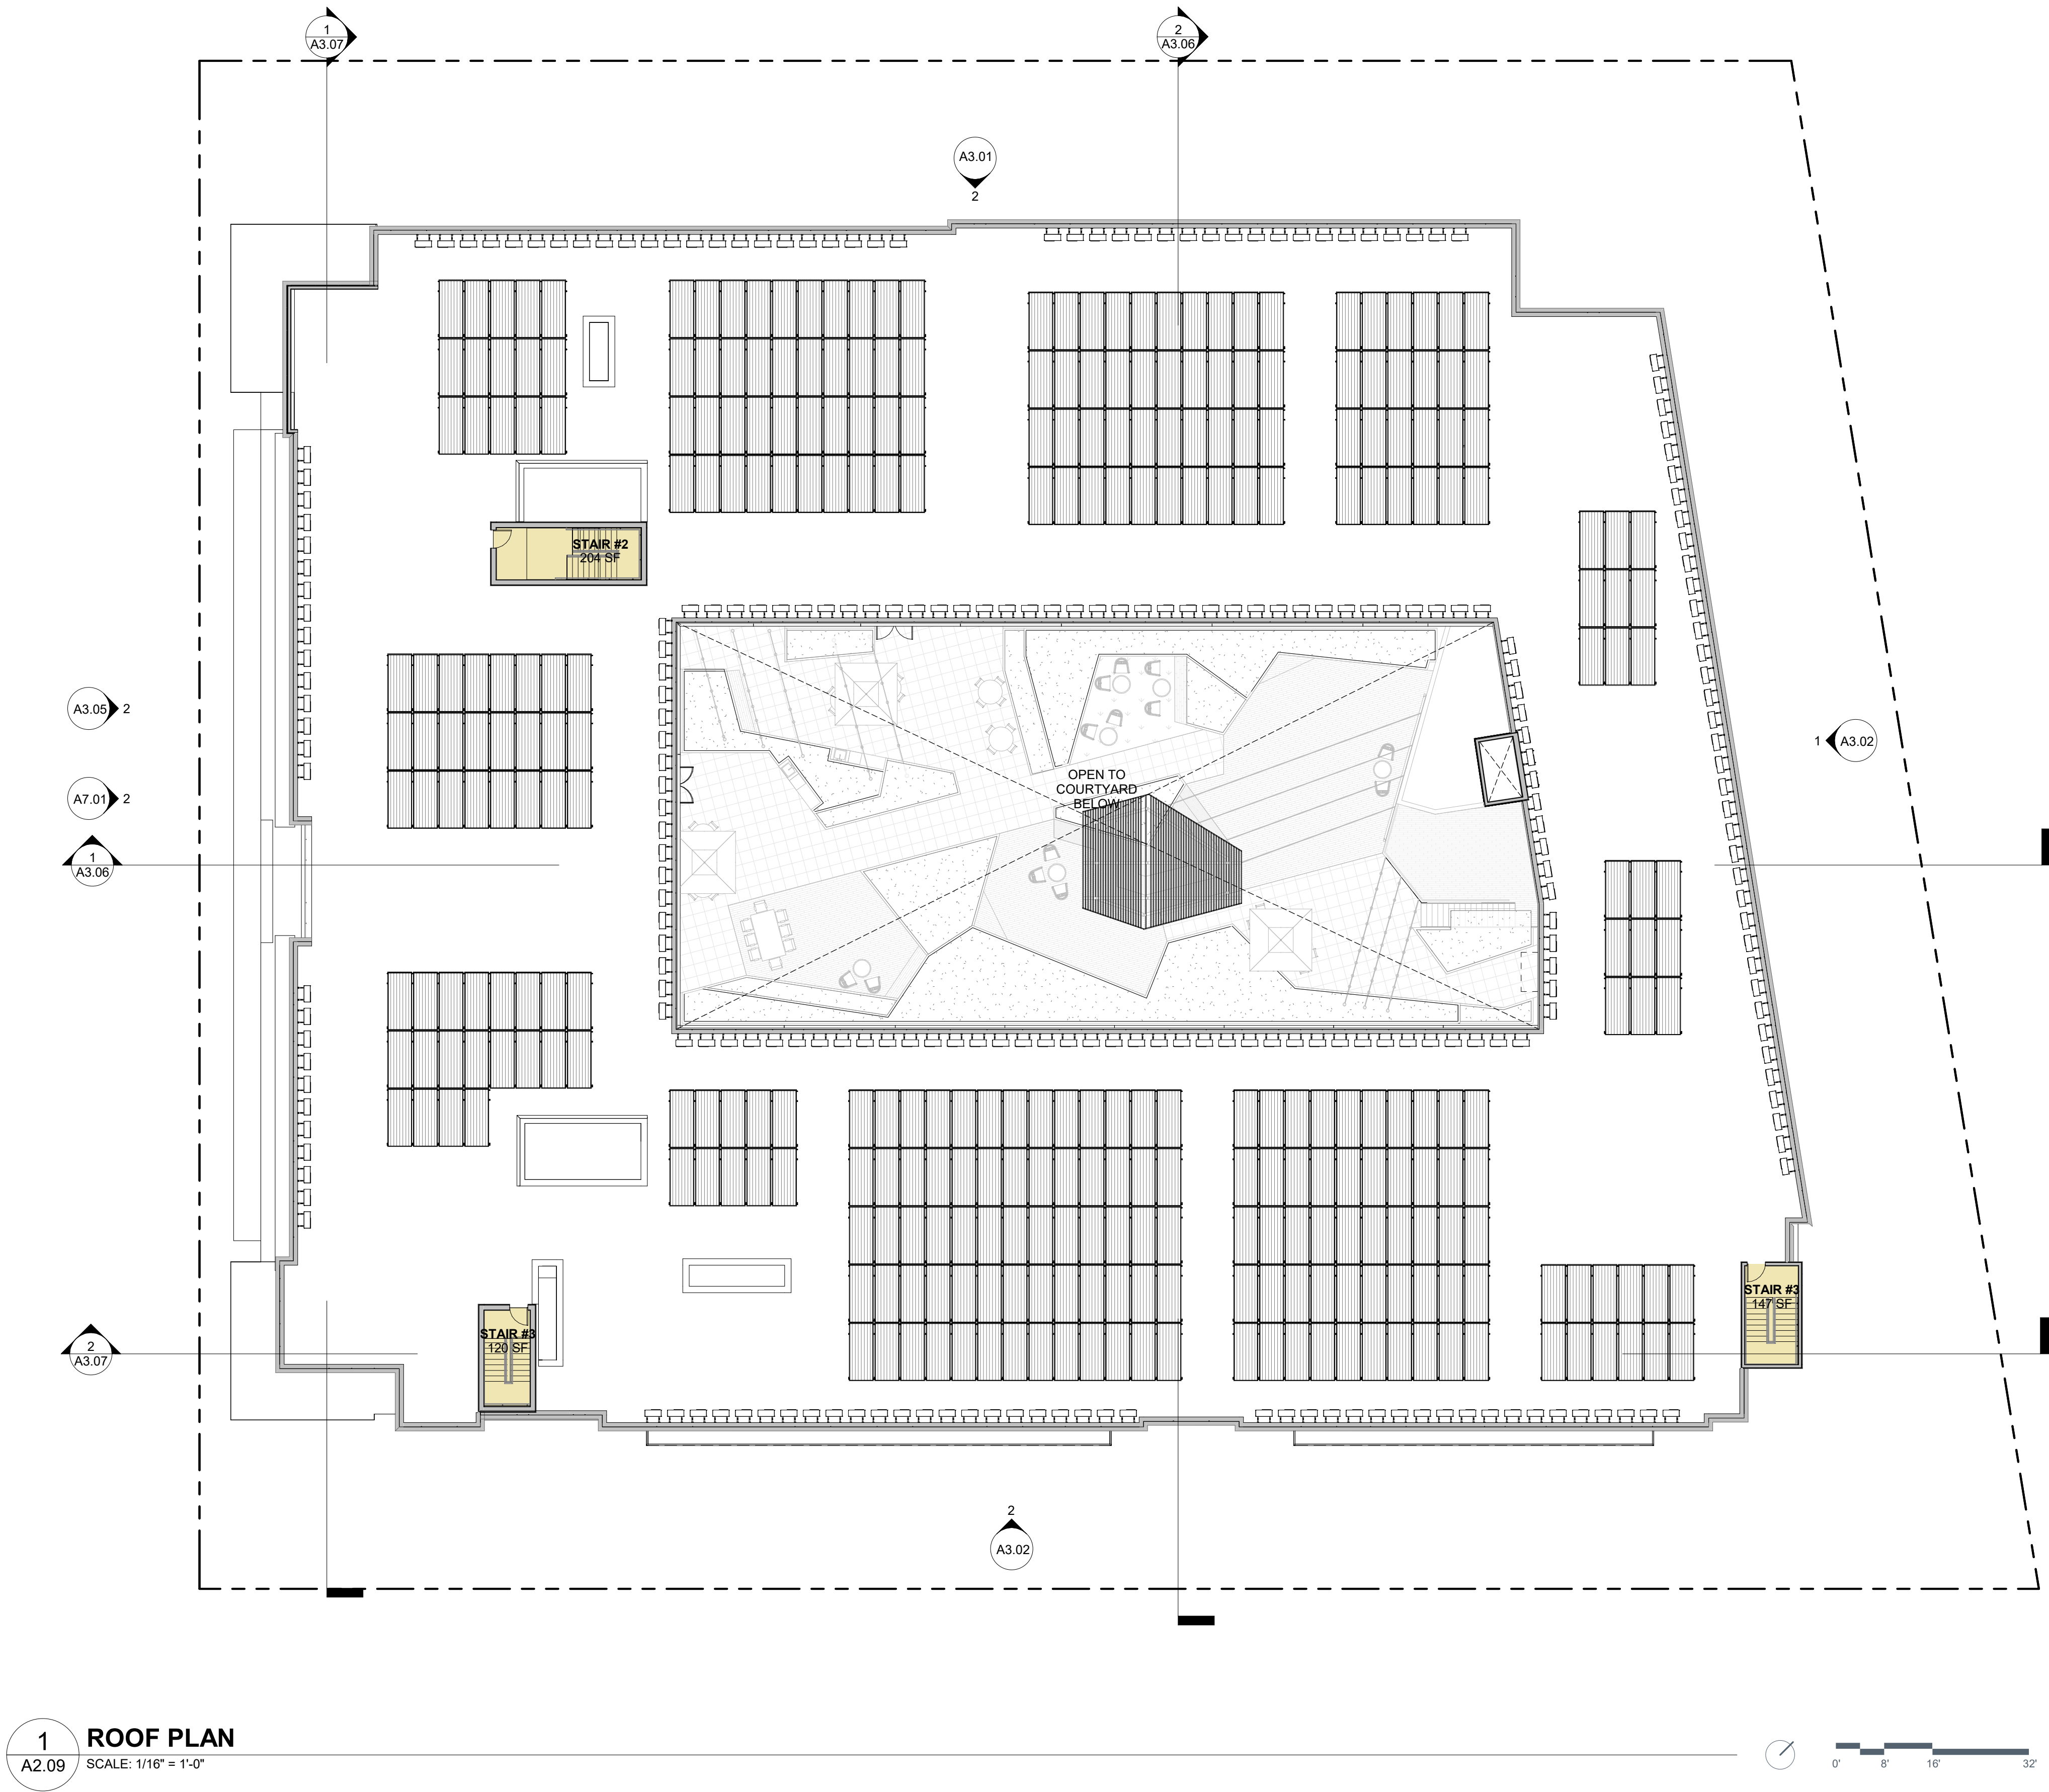 1
A3.07
2
A3.06
A3.01
2
STAIR #2
204 SF
A3.05
2
1
A3.02
OPEN TO
COURTYARD
BELOW
A7.01
2
1
A3.06
STAIR #3
147 SF
STAIR #3
120 SF
2
A3.07
2
A3.02
1
A2.09
ROOF PLAN
SCALE: 1/16" = 1'-0"
0'
8'
16'
32'